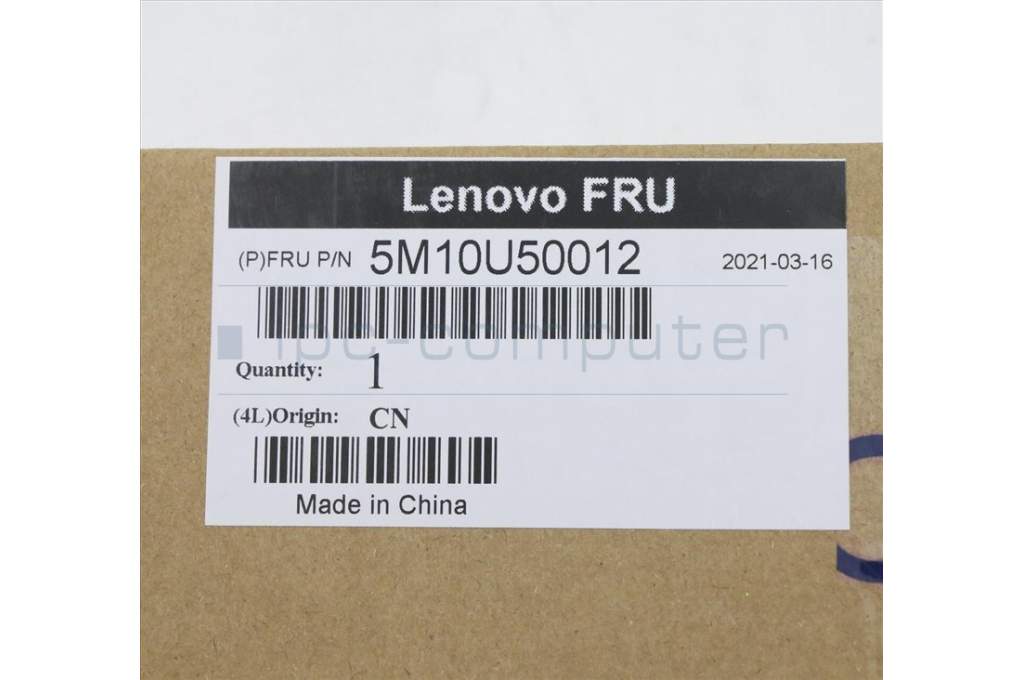 Lenovo FRU
(P)FRU P/N 5M10U50012 2021-03-16
ipc-computer
Quantity: 1
(4L)Origin: CN
Made in China